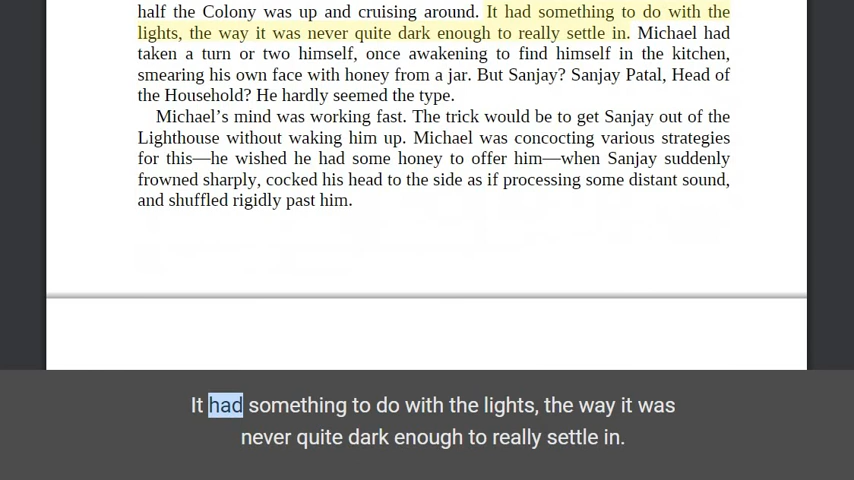 half the Colony was up and cruising around. It had something to do with the
lights, the way it was never quite dark enough to really settle in. Michael had
taken a turn or two himself, once awakening to find himself in the kitchen,
smearing his own face with honey from a jar. But Sanjay? Sanjay Patal, Head of
the Household? He hardly seemed the type.
Michael’s mind was working fast. The trick would be to get Sanjay out of the
Lighthouse without waking him up. Michael was concocting various strategies
for this—he wished he had some honey to offer him—when Sanjay suddenly
frowned sharply, cocked his head to the side as if processing some distant sound,
and shuffled rigidly past him.
It had something to do with the lights, the way it was
never quite dark enough to really settle in.